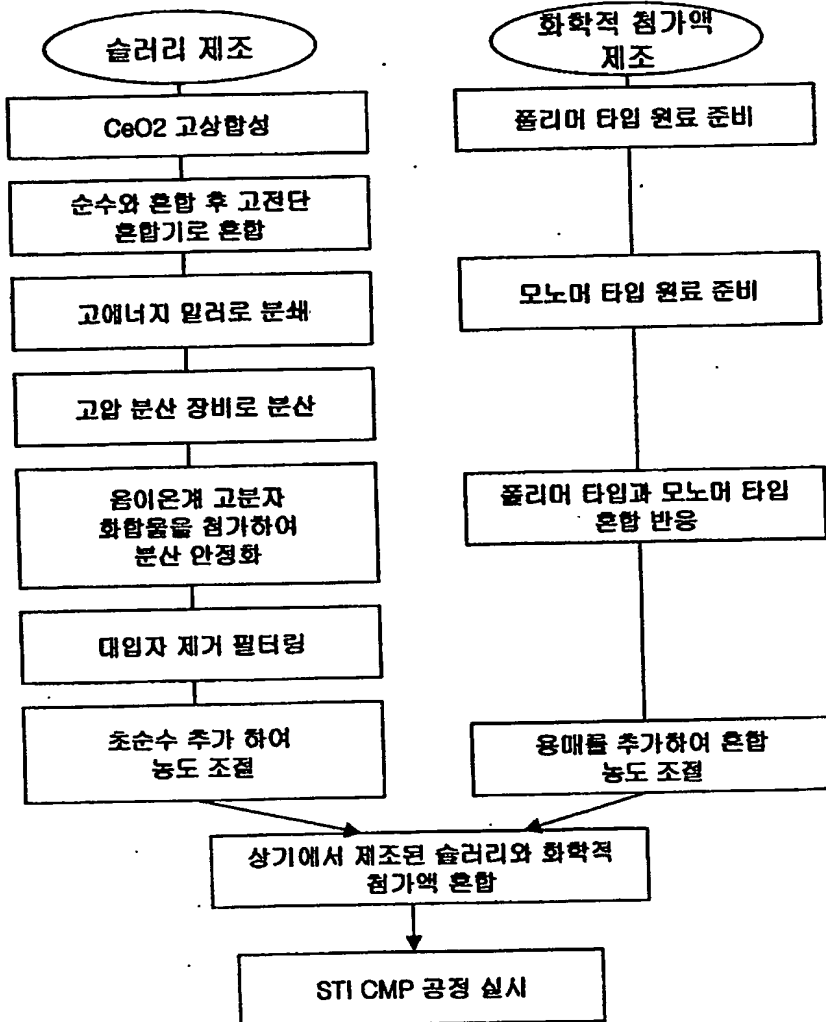 슬러리 제조
CeO2 고상합성
순수와 혼합 후 고전단
혼합기로 혼합
고에너지 밀러로 분쇄
고압 분산 장비로 분산
음이온계 고분자
화합물을 첨가하여
분산 안정화
대입자 제거 필터링
초순수 추가 하여
농도 조절
화학적 첨가액
제조
폴리머 타입 원료 준비
모노머 타입 원료 준비
폴리머 타입과 모노머 타입
혼합 반응
용매를 추가하여 혼합
농도 조절
상기에서 제조된 슬러리와 화학적
첨가액 혼합
STI CMP 공정 실시